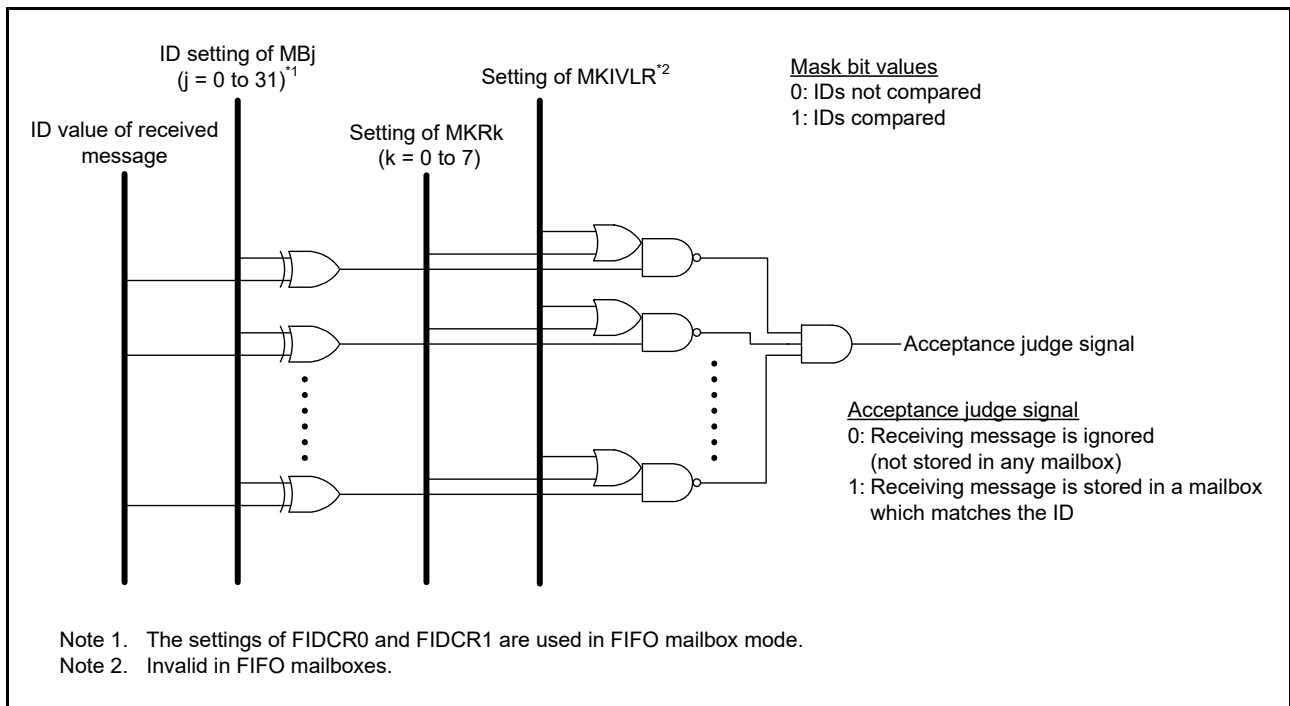 ID setting of MBj
(j = 0 to 31)*1
Setting of MKIVLR*2
Mask bit values
0: IDs not compared
1: IDs compared
ID value of received
message
Setting of MKRk
(k = 0 to 7)
Acceptance judge signal
Acceptance judge signal
0: Receiving message is ignored
(not stored in any mailbox)
1: Receiving message is stored in a mailbox
which matches the ID
Note 1. The settings of FIDCR0 and FIDCR1 are used in FIFO mailbox mode.
Note 2. Invalid in FIFO mailboxes.